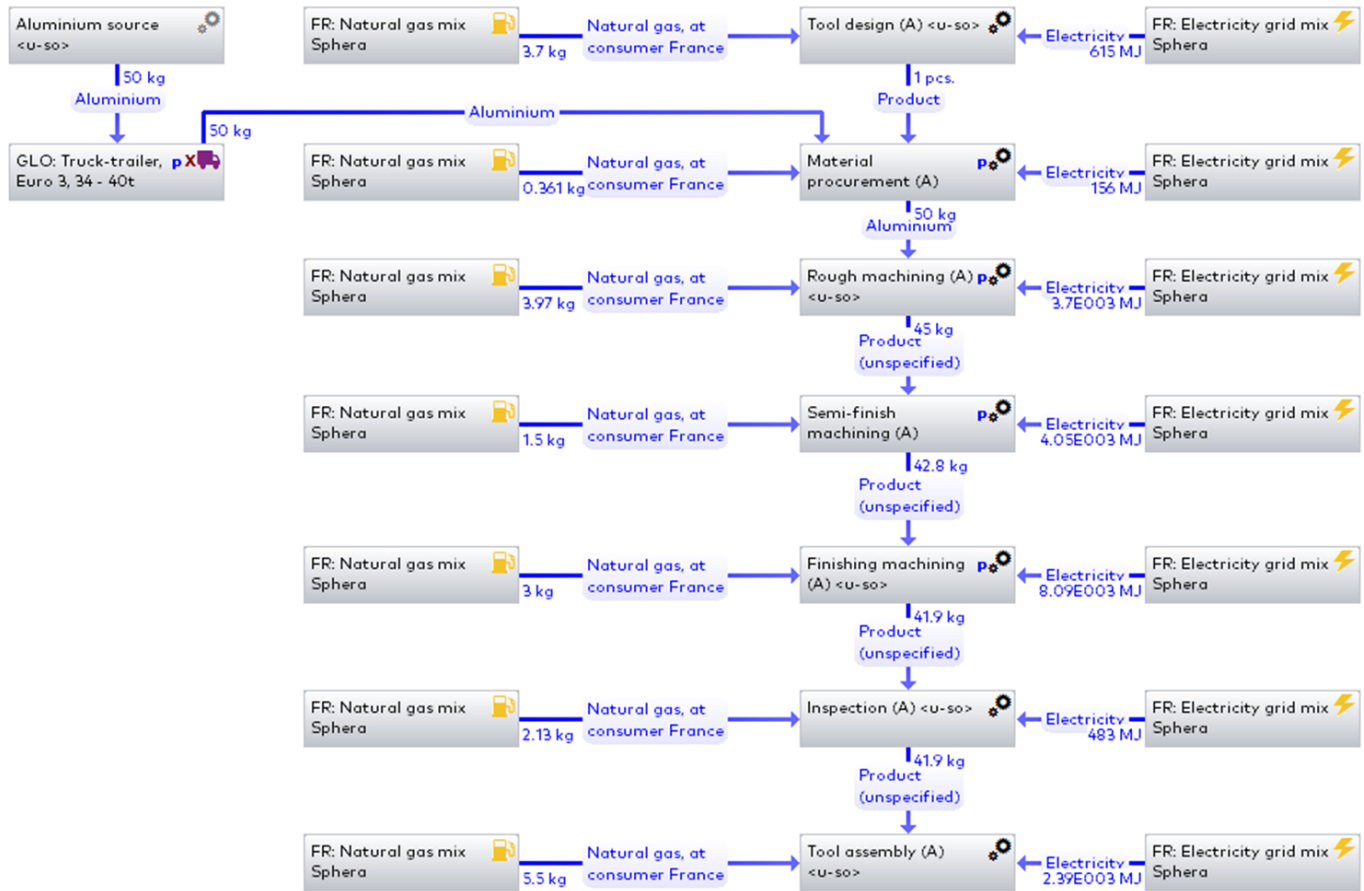 Aluminium source
<u-so>
FR: Natural gas mix
Sphera
3.7 kg
Natural gas, at
consumer France
Tool design (A) <u-so>
Electricity
615 MJ
FR: Electricity grid mix
Sphera
50 kg
Aluminium
1 pcs.
Product
Aluminium
50 kg
GLO: Truck-trailer,
Euro 3, 34 - 40t
p X
FR: Natural gas mix
Sphera
0.361 kg
Natural gas, at
consumer France
Material
procurement (A)
p
Electricity
156 MJ
FR: Electricity grid mix
Sphera
50 kg
Aluminium
FR: Natural gas mix
Sphera
3.97 kg
Natural gas, at
consumer France
Rough machining (A) p
<u-so>
Electricity
3.7E003 MJ
FR: Electricity grid mix
Sphera
45 kg
Product
(unspecified)
FR: Natural gas mix
Sphera
1.5 kg
Natural gas, at
consumer France
Semi-finish
machining (A)
p
Electricity
4.05E003 MJ
FR: Electricity grid mix
Sphera
42.8 kg
Product
(unspecified)
FR: Natural gas mix
Sphera
3 kg
Natural gas, at
consumer France
Finishing machining p
(A) <u-so>
Electricity
8.09E003 MJ
FR: Electricity grid mix
Sphera
41.9 kg
Product
(unspecified)
FR: Natural gas mix
Sphera
2.13 kg
Natural gas, at
consumer France
Inspection (A) <u-so>
Electricity
483 MJ
FR: Electricity grid mix
Sphera
41.9 kg
Product
(unspecified)
FR: Natural gas mix
Sphera
5.5 kg
Natural gas, at
consumer France
Tool assembly (A)
<u-so>
Electricity
2.39E003 MJ
FR: Electricity grid mix
Sphera